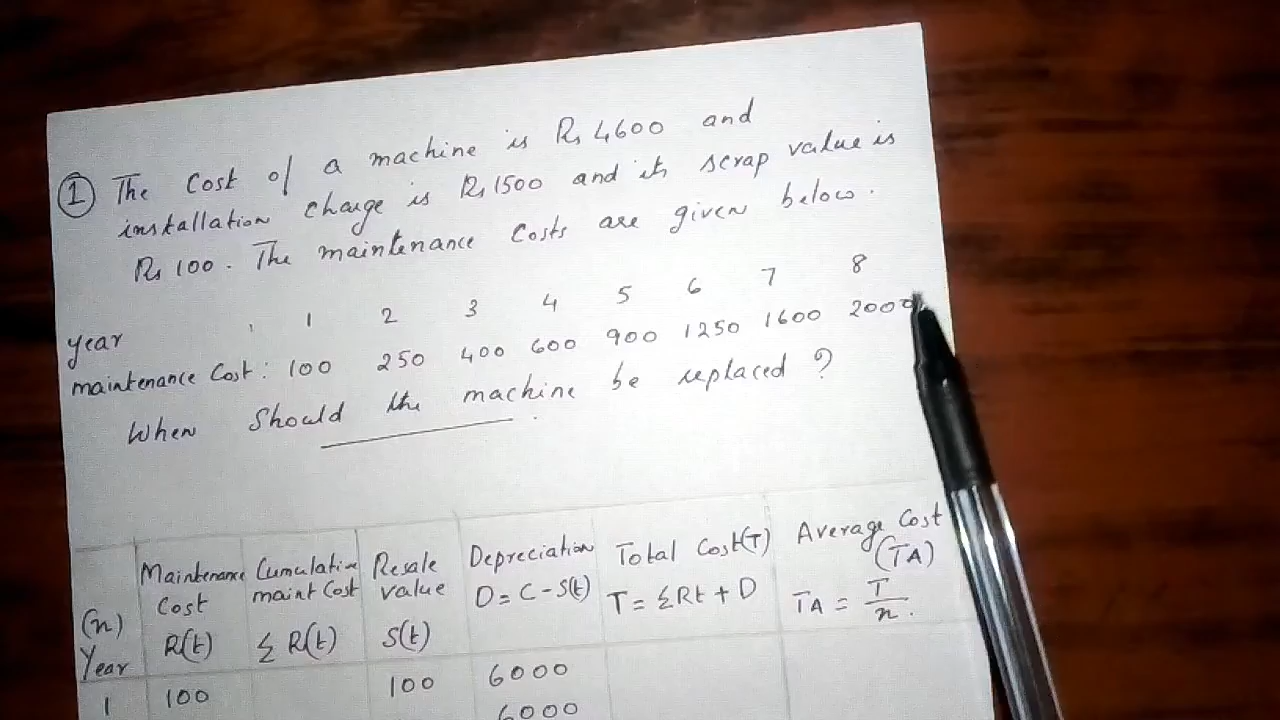 ① The Cost of a machine is Rs 4600 and
installation charge is Rs 1500 and its scrap value is
Rs 100. The maintenance Costs are given below.
year : 1 2 3 4 5 6 7 8
maintenance Cost: 100 250 400 600 900 1250 1600 2000
When Should the machine be replaced ?
(n) Year
Maintenance Cost R(t)
Cumulative maint Cost Σ R(t)
Resale value S(t)
Depreciation D = C - S(t)
Total Cost(T) T = ΣRt + D
Average Cost (TA) TA = T/n.
1 100 100 6000
6000